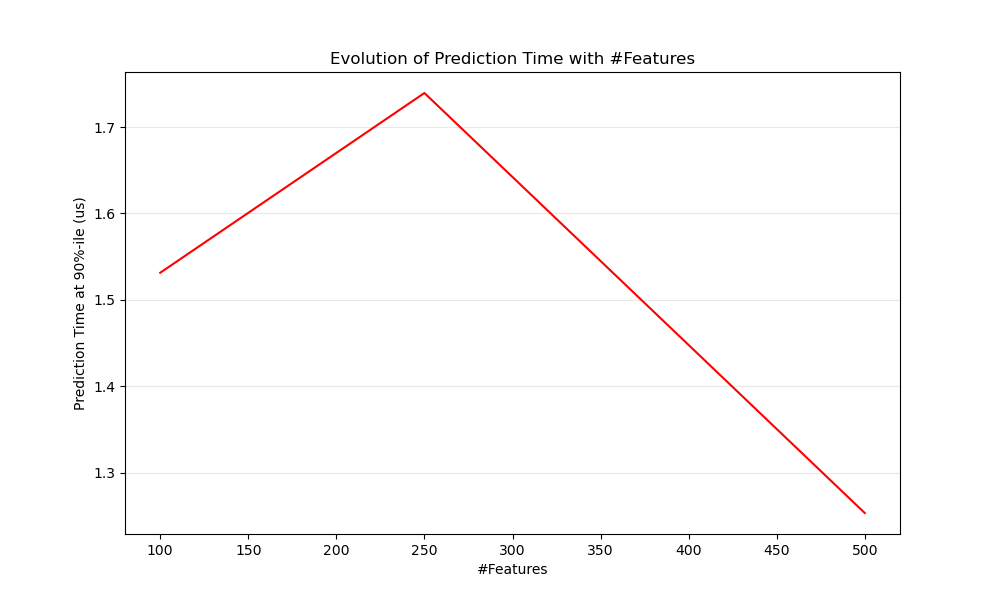 Evolution of Prediction Time with #Features
Prediction Time at 90%-ile (us)
1.7
1.6
1.5
1.4
1.3
100 150 200 250 300 350 400 450 500
#Features